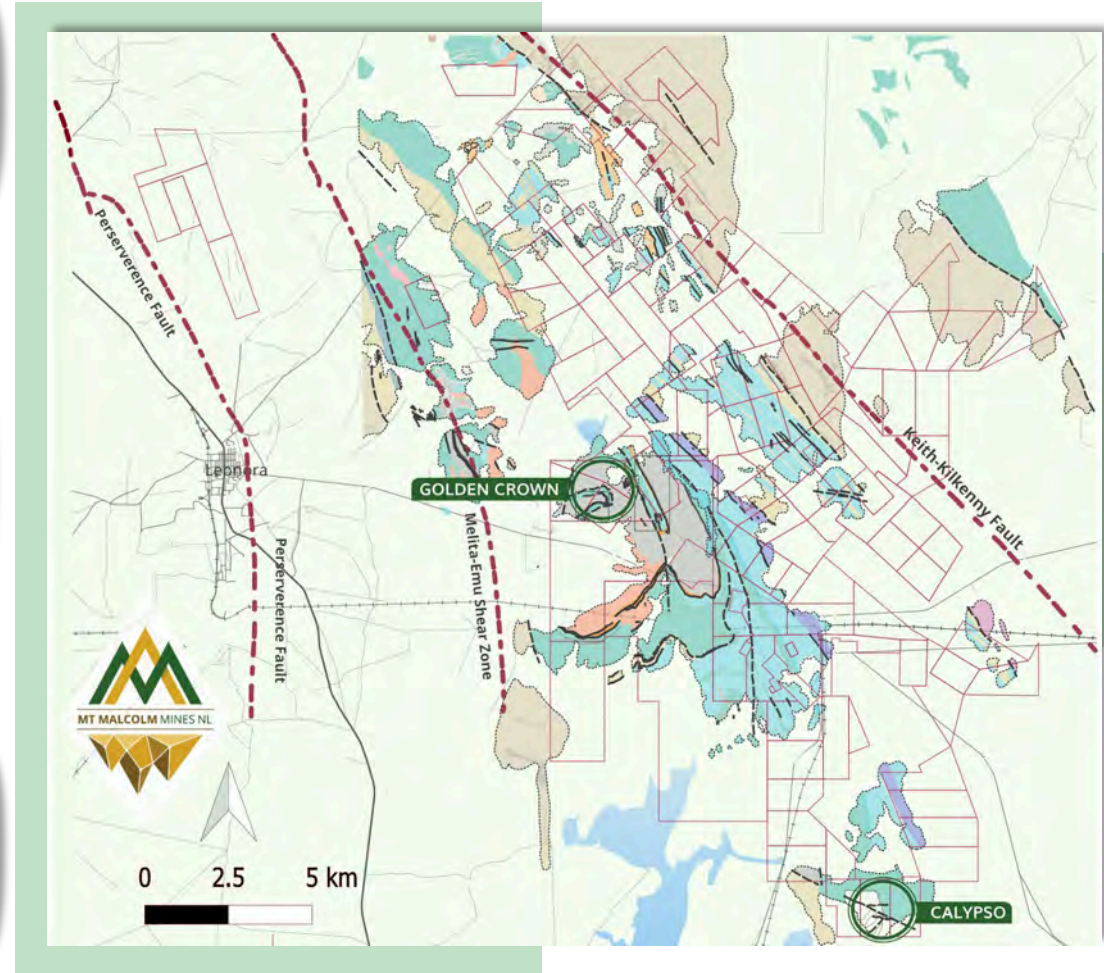 Perserverence Fault
Keith-Kilkenny Fault
Leonora
GOLDEN CROWN
Melita-Emu Shear Zone
Perserverence Fault
MT MALCOLM MINES NL
0 2.5 5 km
CALYPSO